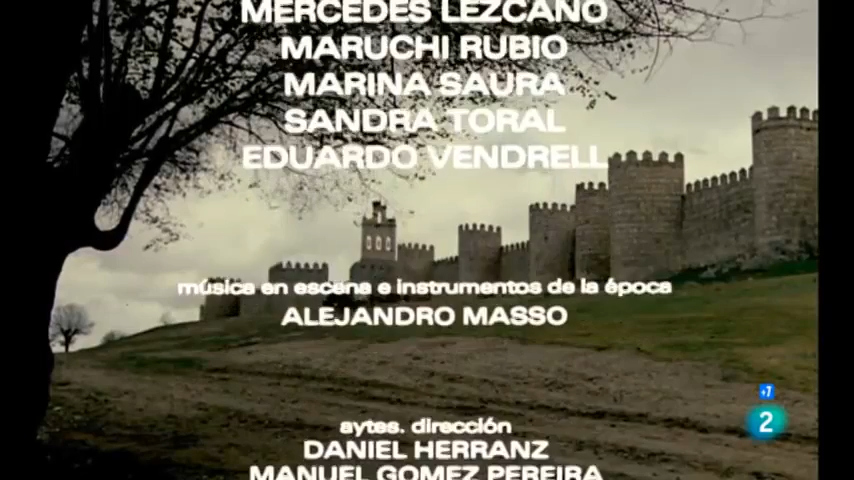 MERCEDES LEZCANO
MARUCHI RUBIO
MARINA SAURA
SANDRA TORAL
EDUARDO VENDRELL
música en escena e instrumentos de la época
ALEJANDRO MASSO
aytes. dirección
DANIEL HERRANZ
MANUEL GOMEZ PEREIRA
+7
2